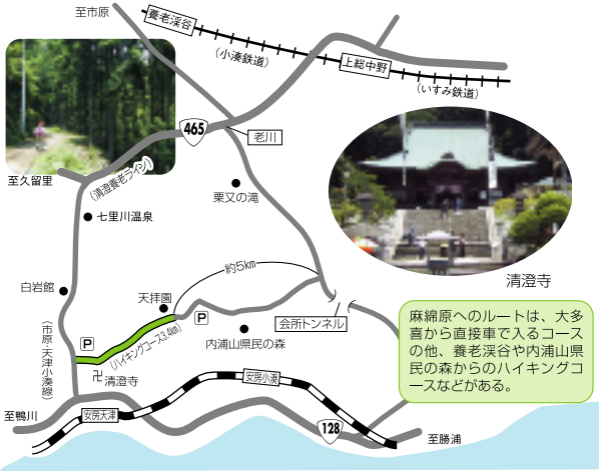 至市原
養老渓谷
(小湊鉄道)
上総中野
(いすみ鉄道)
465
老川
至久留里
(清澄養老ライン)
粟又の滝
七里川温泉
清澄寺
約5km
白岩館
天拝園
P
P
会所トンネル
(ハイキングコース3.4km)
内浦山県民の森
(市原・天津小湊線)
卍清澄寺
麻綿原へのルートは、大多
喜から直接車で入るコース
の他、養老渓谷や内浦山県
民の森からのハイキングコ
ースなどがある。
安房小湊
至鴨川
安房天津
128
至勝浦